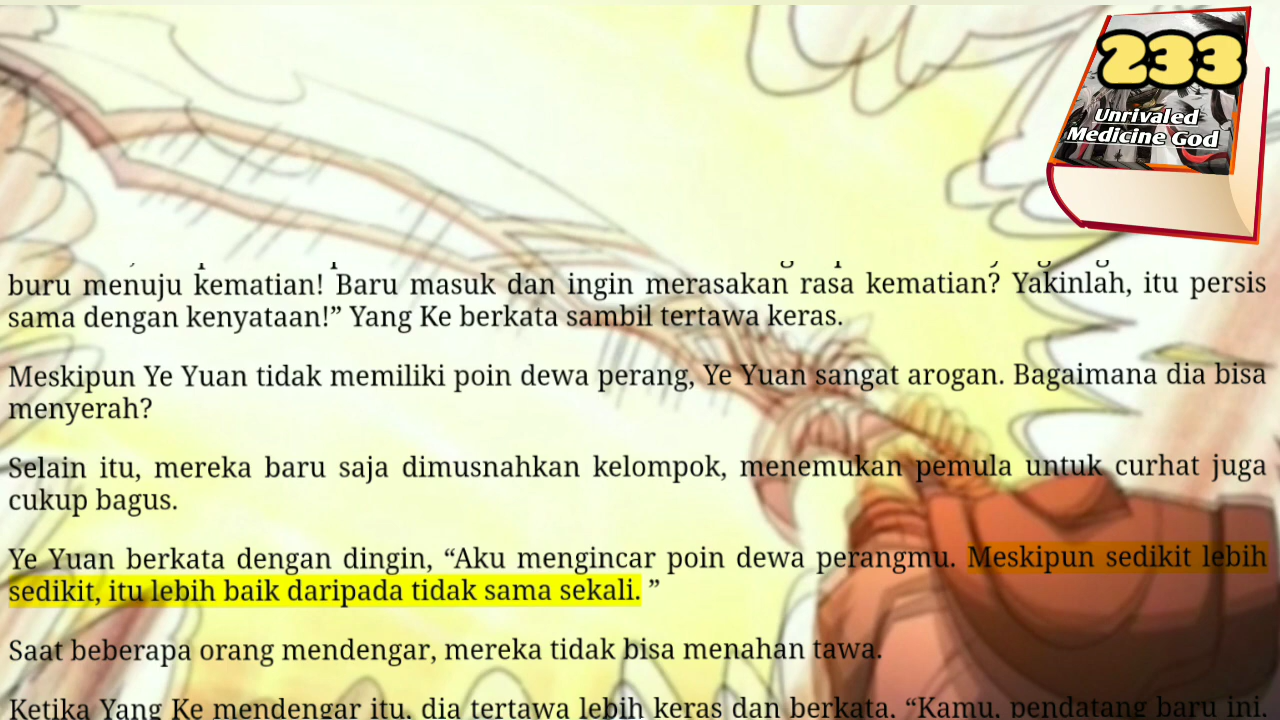 233
Unrivaled
Medicine God
buru menuju kematian! Baru masuk dan ingin merasakan rasa kematian? Yakinlah, itu persis
sama dengan kenyataan!” Yang Ke berkata sambil tertawa keras.
Meskipun Ye Yuan tidak memiliki poin dewa perang, Ye Yuan sangat arogan. Bagaimana dia bisa
menyerah?
Selain itu, mereka baru saja dimusnahkan kelompok, menemukan pemula untuk curhat juga
cukup bagus.
Ye Yuan berkata dengan dingin, “Aku mengincar poin dewa perangmu. Meskipun sedikit lebih
sedikit, itu lebih baik daripada tidak sama sekali. ”
Saat beberapa orang mendengar, mereka tidak bisa menahan tawa.
Ketika Yang Ke mendengar itu, dia tertawa lebih keras dan berkata, “Kamu, pendatang baru ini,